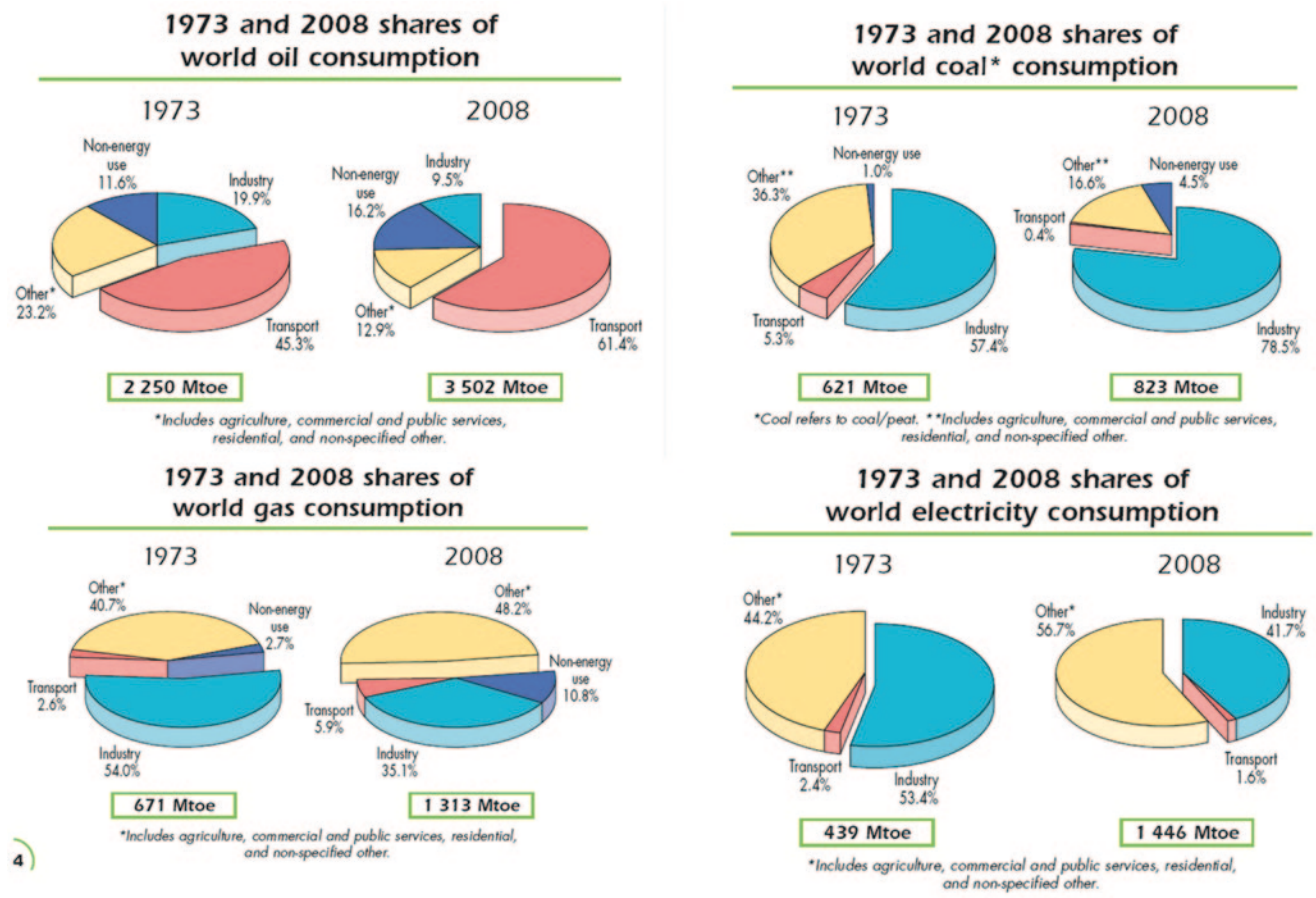 1973 and 2008 shares of
world oil consumption
1973
2008
Non-energy
use
11.6%
Industry
19.9%
Other*
23.2%
Transport
45.3%
Non-energy
use
16.2%
Industry
9.5%
Other*
12.9%
Transport
61.4%
2 250 Mtoe
3 502 Mtoe
*Includes agriculture, commercial and public services,
residential, and non-specified other.
1973 and 2008 shares of
world coal* consumption
1973
2008
Other**
36.3%
Non-energy use
1.0%
Transport
5.3%
Industry
57.4%
Other**
16.6%
Non-energy use
4.5%
Transport
0.4%
Industry
78.5%
621 Mtoe
823 Mtoe
*Coal refers to coal/peat. **Includes agriculture, commercial and public services,
residential, and non-specified other.
1973 and 2008 shares of
world gas consumption
1973
2008
Other*
40.7%
Non-energy
use
2.7%
Transport
2.6%
Industry
54.0%
Other*
48.2%
Non-energy
use
10.8%
Transport
5.9%
Industry
35.1%
671 Mtoe
1 313 Mtoe
*Includes agriculture, commercial and public services, residential,
and non-specified other.
4
1973 and 2008 shares of
world electricity consumption
1973
2008
Other*
44.2%
Transport
2.4%
Industry
53.4%
Other*
56.7%
Industry
41.7%
Transport
1.6%
439 Mtoe
1 446 Mtoe
*Includes agriculture, commercial and public services, residential,
and non-specified other.